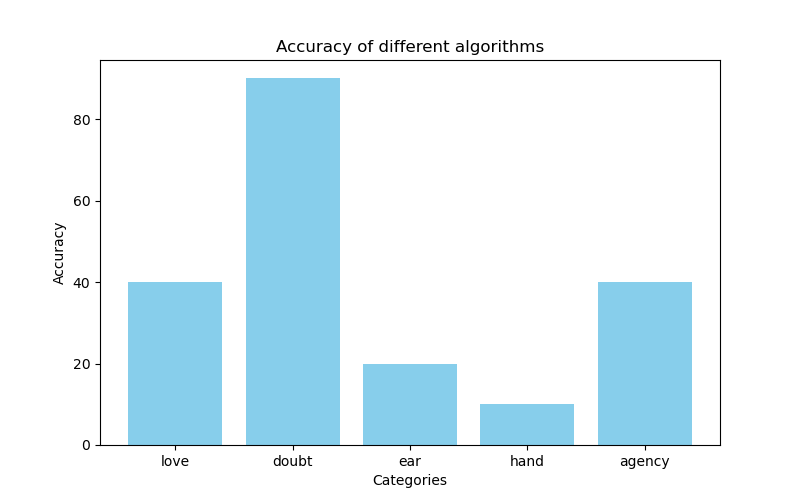 Accuracy of different algorithms
Accuracy
80
60
40
20
0
love doubt ear hand agency
Categories